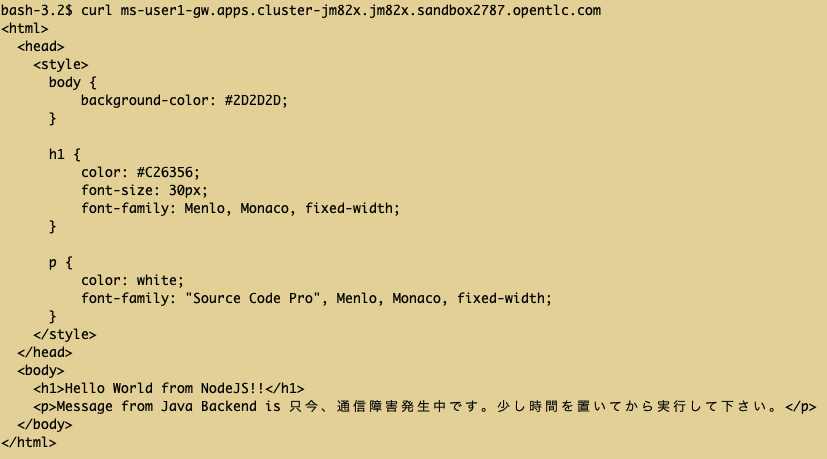 bash-3.2$ curl ms-user1-gw.apps.cluster-jm82x.jm82x.sandbox2787.opentlc.com
<html>
  <head>
    <style>
      body {
          background-color: #2D2D2D;
      }

      h1 {
          color: #C26356;
          font-size: 30px;
          font-family: Menlo, Monaco, fixed-width;
      }

      p {
          color: white;
          font-family: "Source Code Pro", Menlo, Monaco, fixed-width;
      }
    </style>
  </head>
  <body>
    <h1>Hello World from NodeJS!!</h1>
    <p>Message from Java Backend is 只今、通信障害発生中です。少し時間を置いてから実行して下さい。</p>
  </body>
</html>